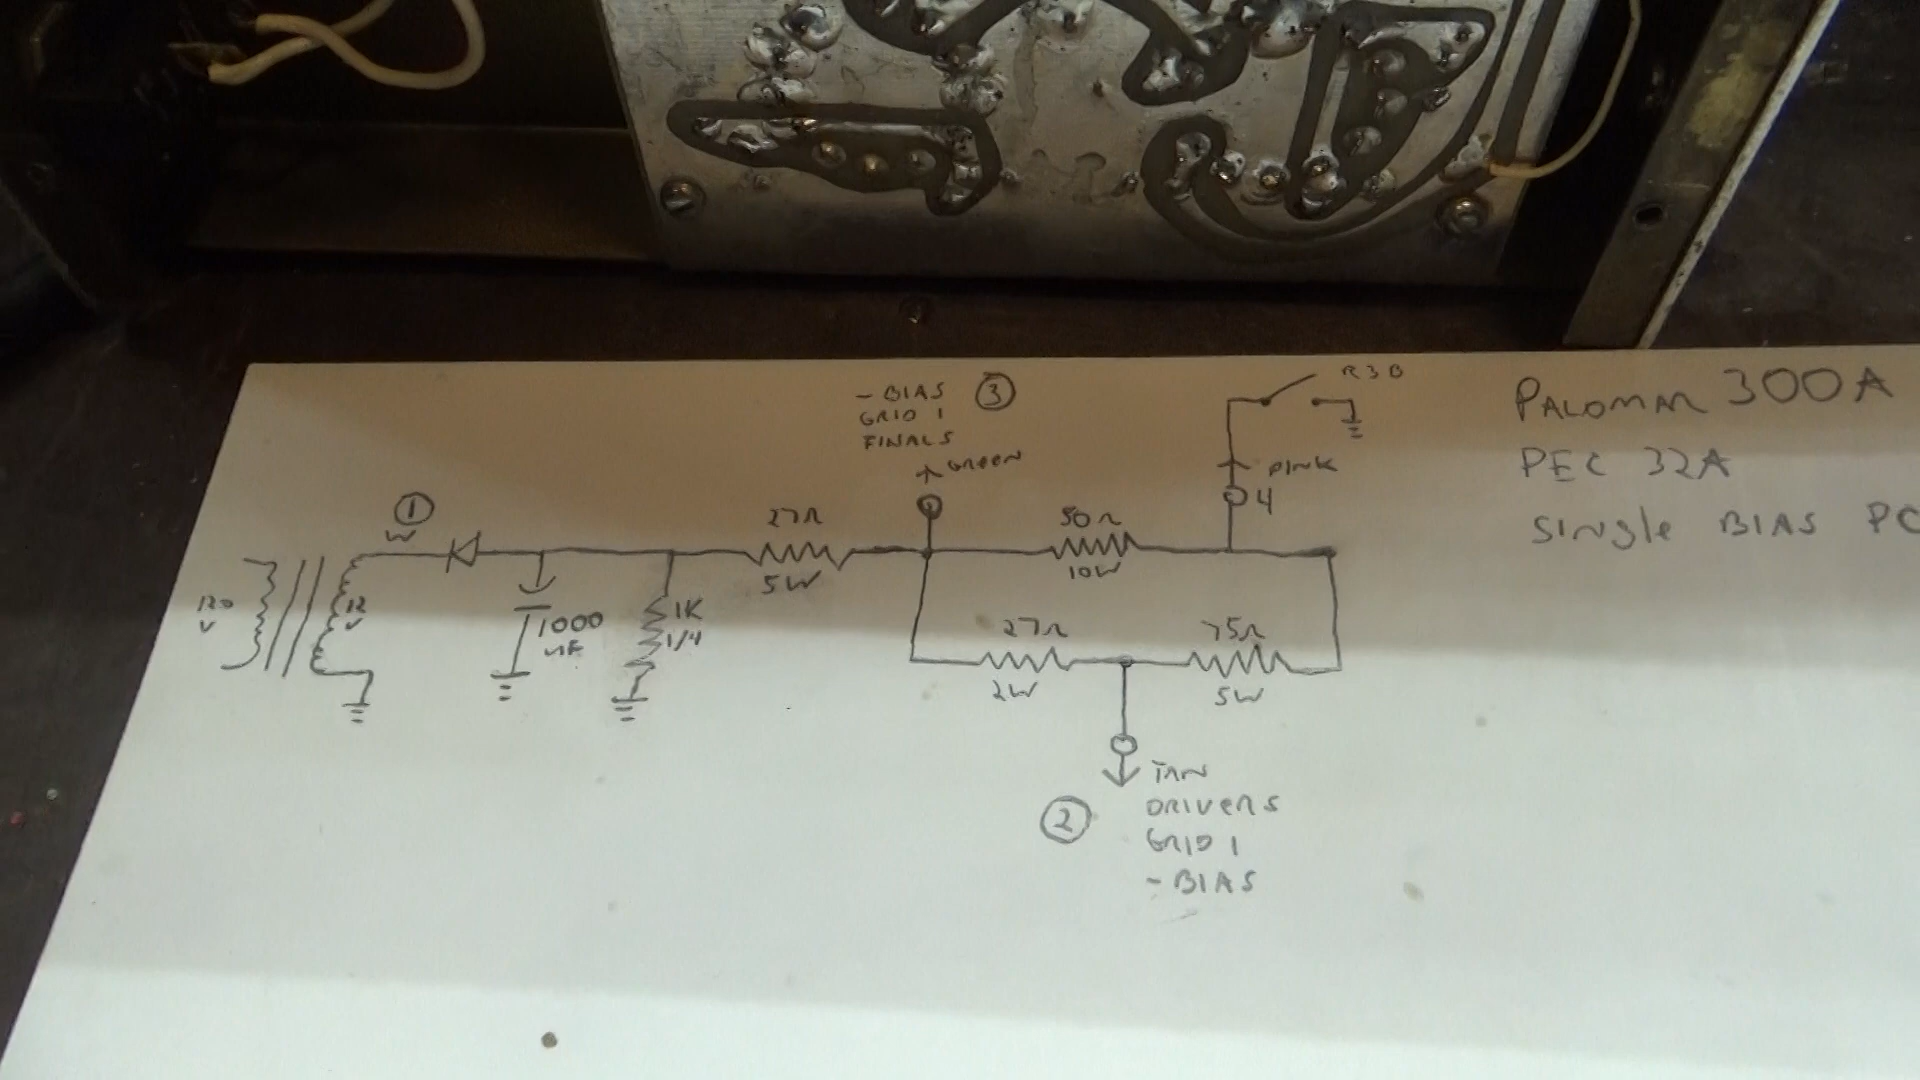 PALOMAR 300A
PEC 32A
SINGLE BIAS PC
- BIAS
GRID 1
FINALS
3
GREEN
R3B
PINK
4
1
W
120
V
12
V
1000
UF
1K
1/4
27Ω
5W
50Ω
10W
27Ω
2W
75Ω
5W
2
TAN
DRIVERS
GRID 1
- BIAS